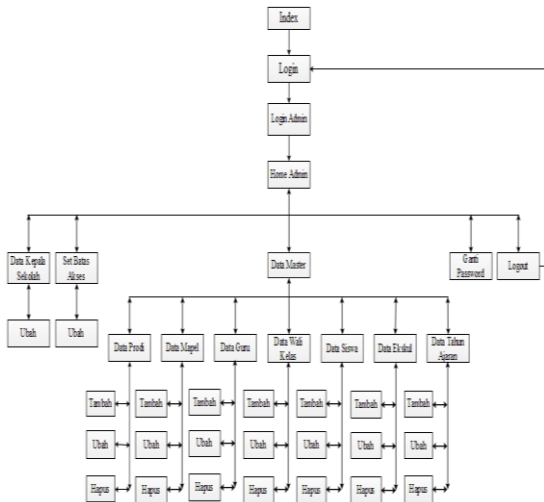 Index
Login
Login Admin
Home Admin
Data Kepala
Sekolah
Set Batas
Akses
Data Master
Ganti
Password
Logout
Ubah
Ubah
Data Prodi
Data Mapel
Data Guru
Data Wali
Kelas
Data Siswa
Data Ekskul
Data Tahun
Ajaran
Tambah
Tambah
Tambah
Tambah
Tambah
Tambah
Tambah
Ubah
Ubah
Ubah
Ubah
Ubah
Ubah
Ubah
Hapus
Hapus
Hapus
Hapus
Hapus
Hapus
Hapus